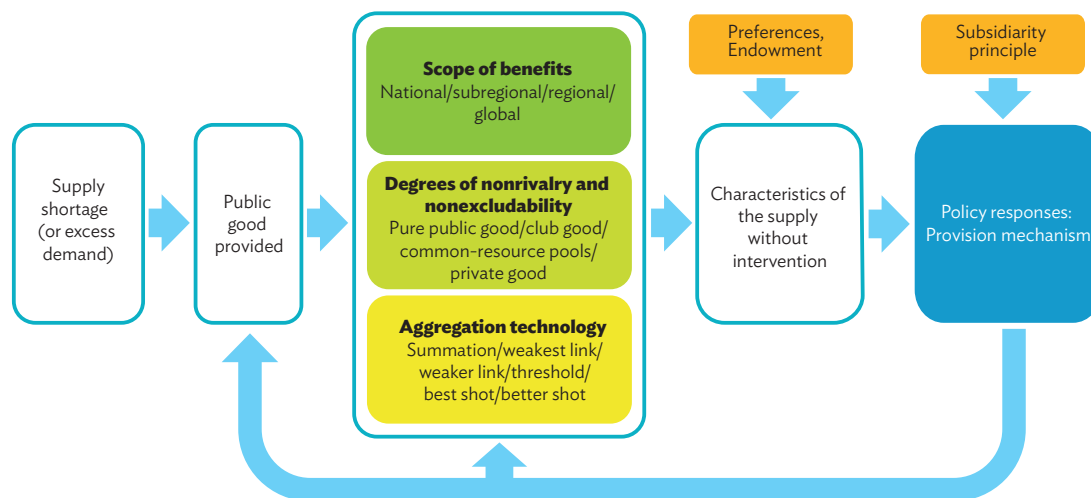 Supply
shortage
(or excess
demand)
Public
good
provided
Scope of benefits
National/subregional/regional/
global
Degrees of nonrivalry and
nonexcludability
Pure public good/club good/
common-resource pools/
private good
Aggregation technology
Summation/weakest link/
weaker link/threshold/
best shot/better shot
Preferences,
Endowment
Characteristics of
the supply
without
intervention
Subsidiarity
principle
Policy responses:
Provision mechanism